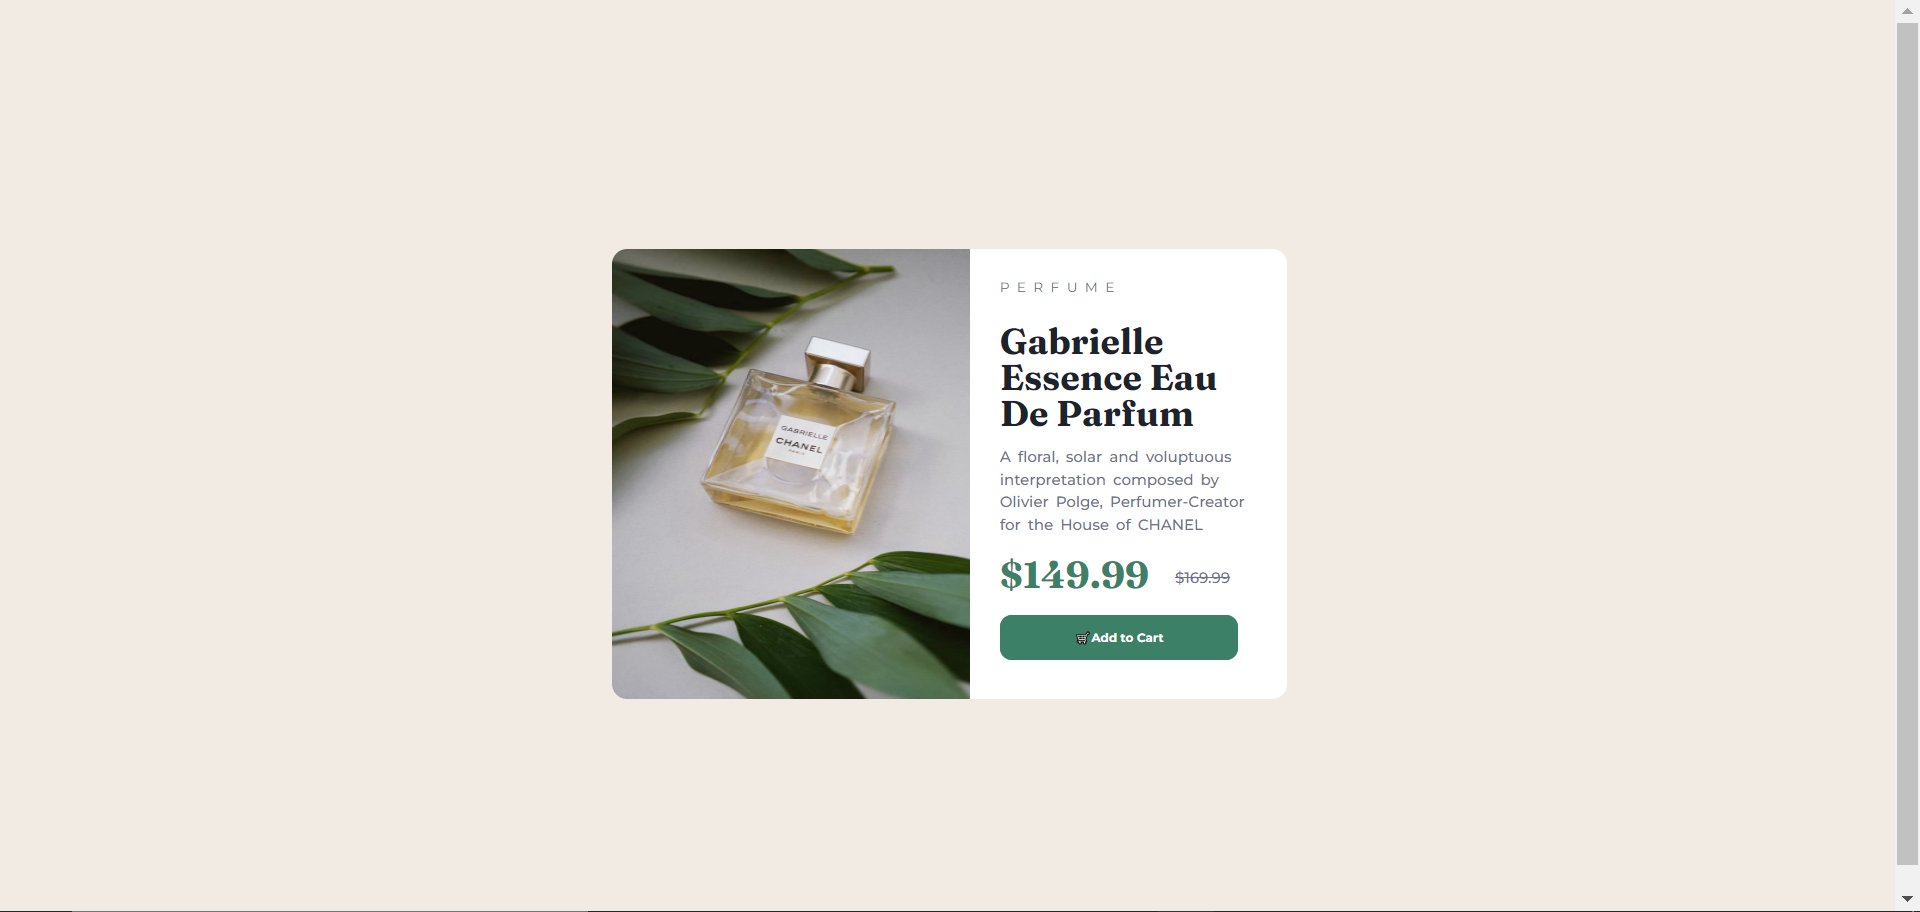 PERFUME
Gabrielle
Essence Eau
De Parfum
A floral, solar and voluptuous
interpretation composed by
Olivier Polge, Perfumer-Creator
for the House of CHANEL
$149.99 $169.99
Add to Cart
GABRIELLE
CHANEL
PARIS